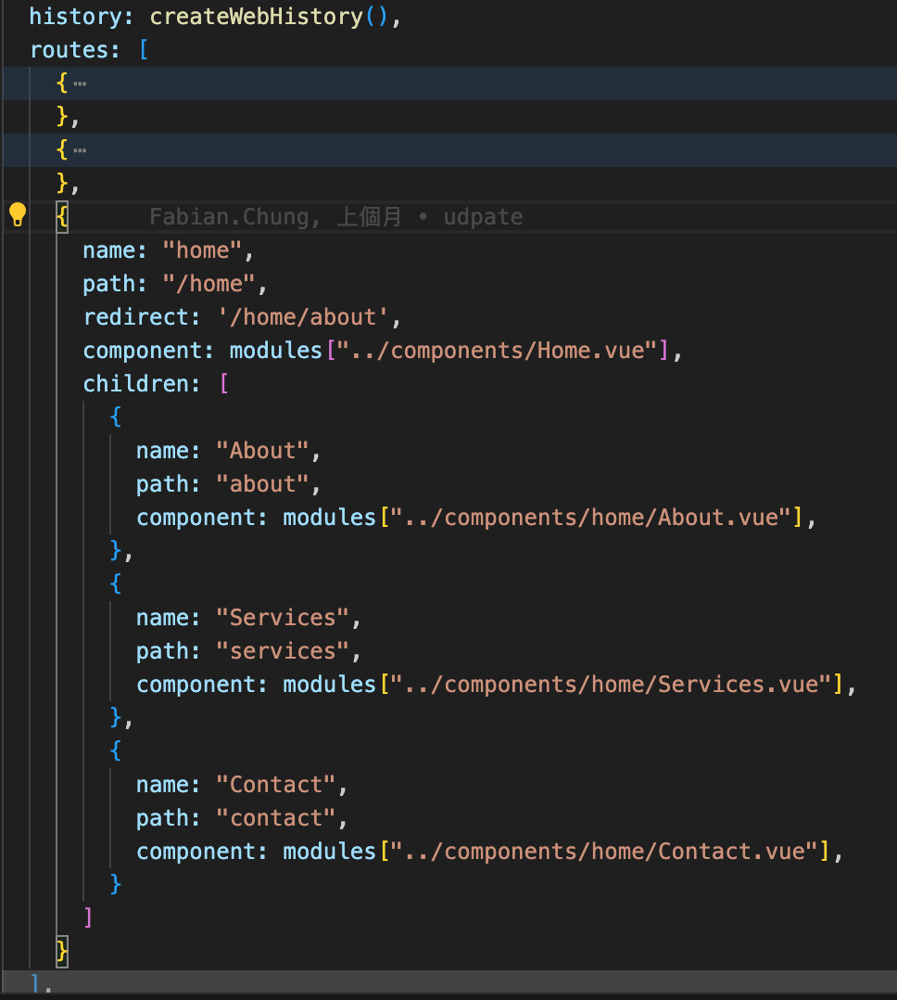 history: createWebHistory(),
routes: [
{ ⋯
},
{ ⋯
},
{ Fabian.Chung, 上個月 • udpate
name: "home",
path: "/home",
redirect: '/home/about',
component: modules["../components/Home.vue"],
children: [
{
name: "About",
path: "about",
component: modules["../components/home/About.vue"],
},
{
name: "Services",
path: "services",
component: modules["../components/home/Services.vue"],
},
{
name: "Contact",
path: "contact",
component: modules["../components/home/Contact.vue"],
}
]
}
],